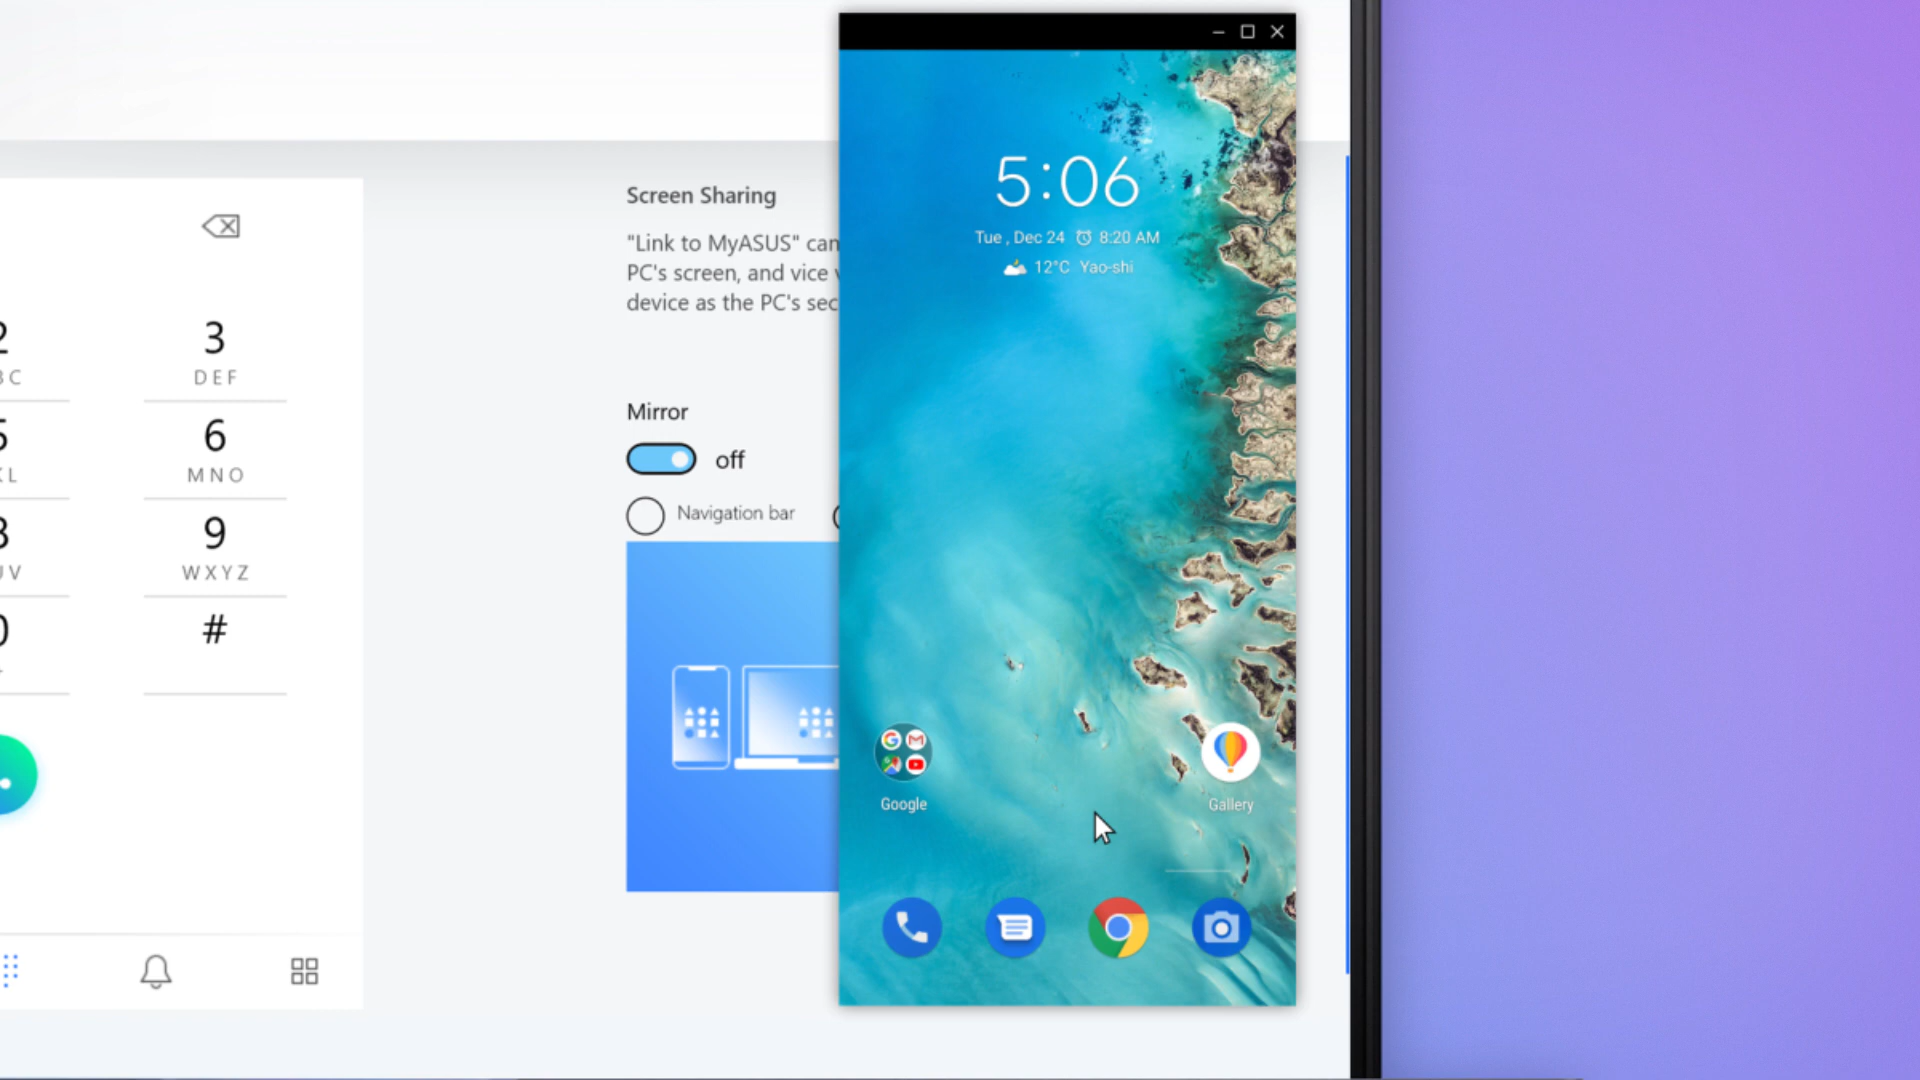 3
DEF
6
MNO
9
WXYZ
#
Screen Sharing
"Link to MyASUS" can
PC's screen, and vice
device as the PC's
Mirror
off
Navigation bar
5:06
Tue , Dec 24 8:20 AM
12°C Yao-shi
Google
Gallery